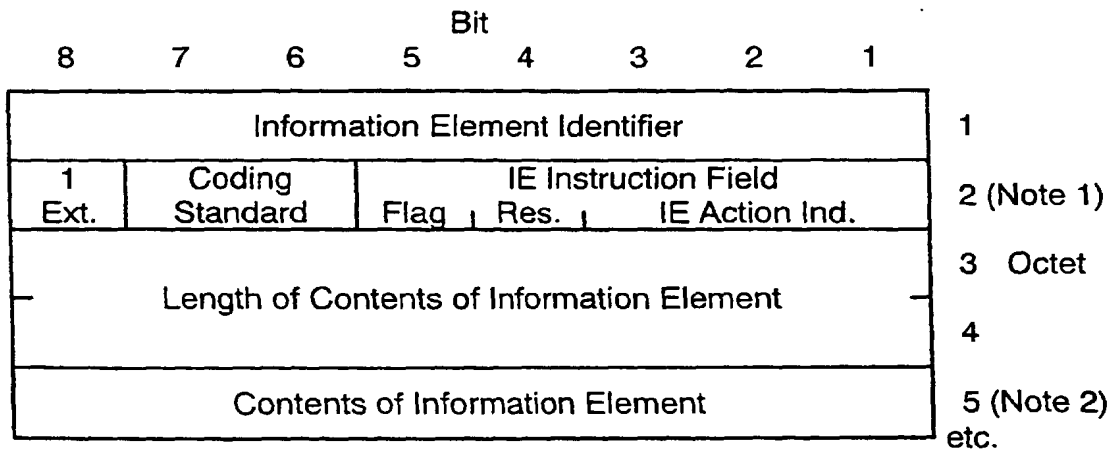 Bit
8 7 6 5 4 3 2 1
Information Element Identifier 1
1 Coding IE Instruction Field
Ext. Standard Flag Res. IE Action Ind. 2 (Note 1)
3 Octet
Length of Contents of Information Element
4
Contents of Information Element 5 (Note 2)
etc.